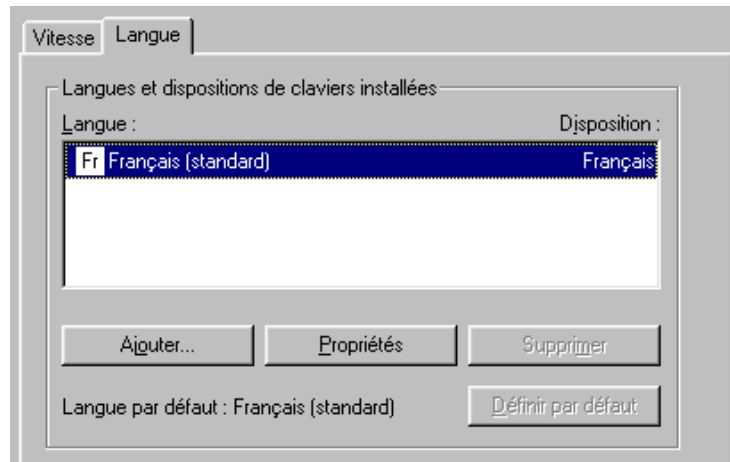 Vitesse Langue
Langues et dispositions de claviers installées
Langue : Disposition :
Fr Français (standard) Français
Ajouter... Propriétés Supprimer
Langue par défaut : Français (standard) Définir par défaut